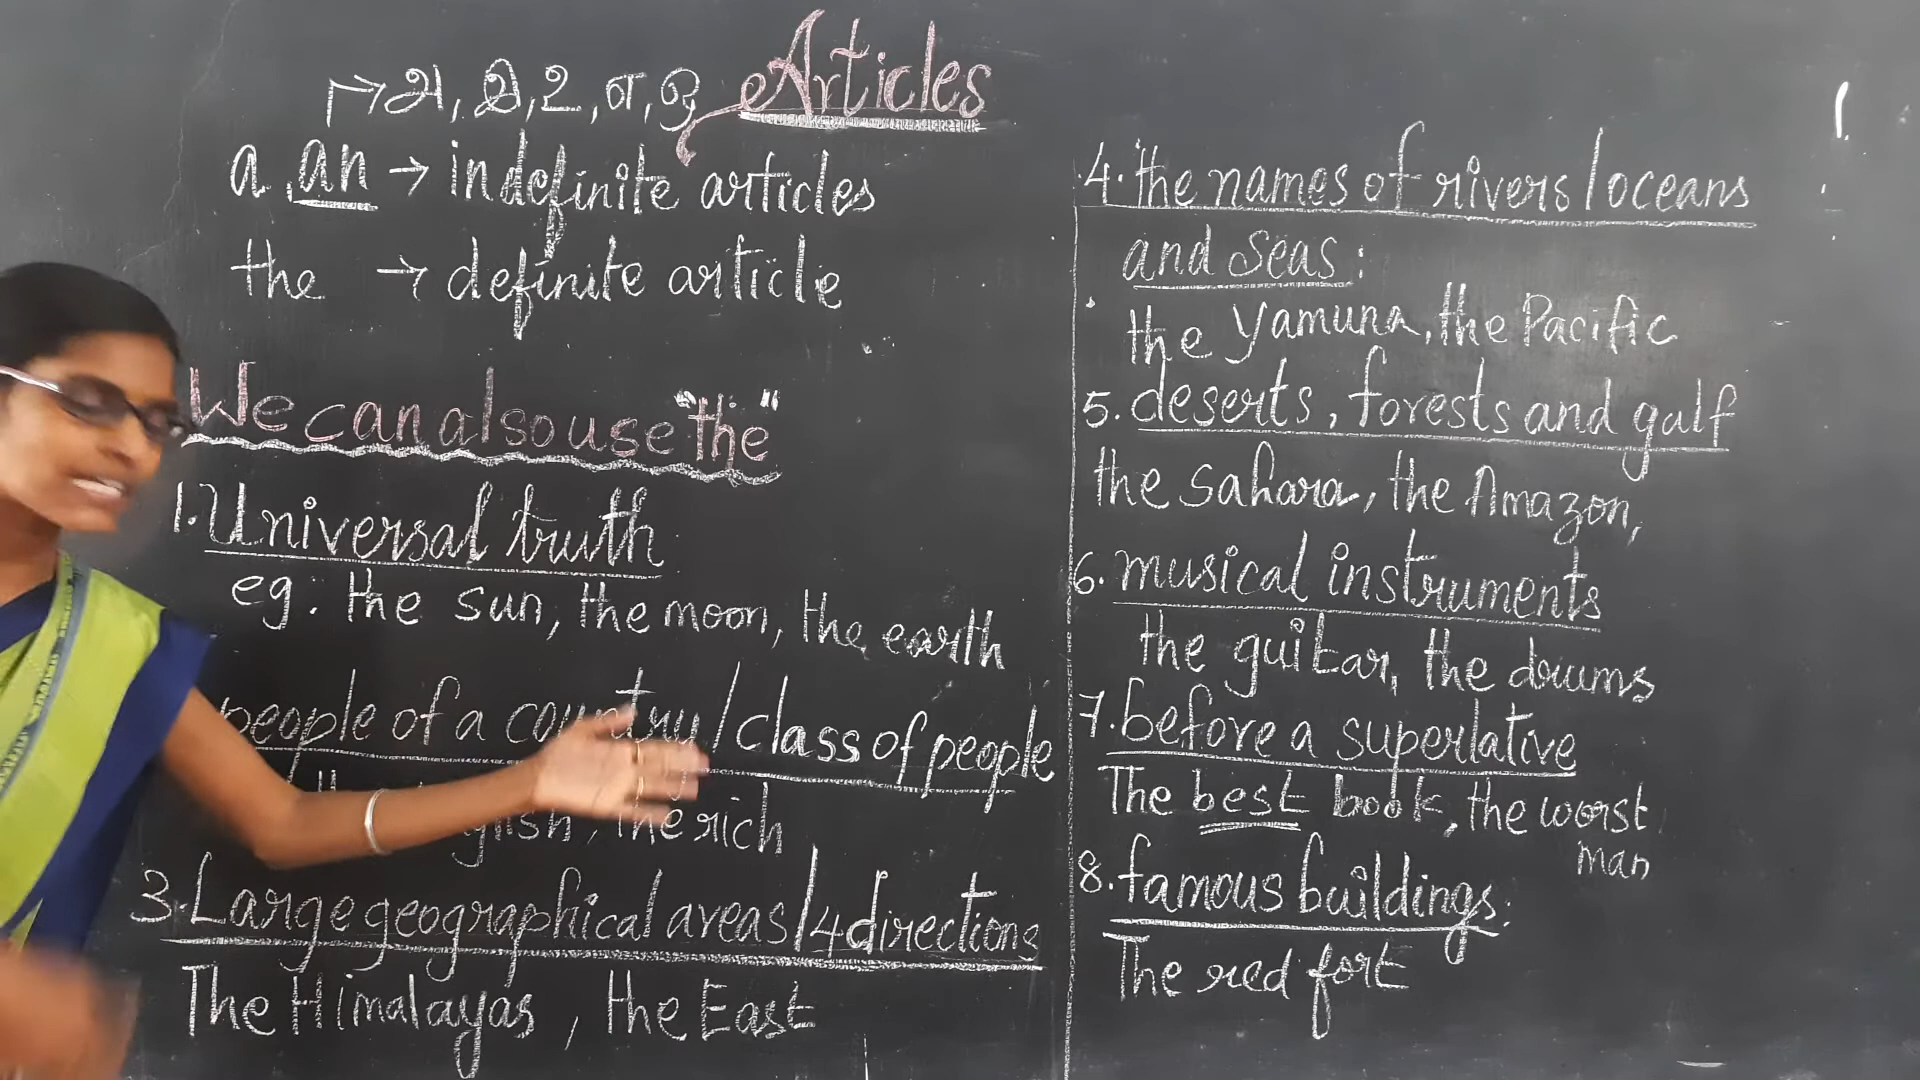 Articles
→ அ, இ, உ, எ, ஒ
a, an → indefinite articles
the → definite article
We can also use "the"
1. Universal truth
eg: the sun, the moon, the earth
people of a country / class of people
the rich
3. Large geographical areas / 4 directions
The Himalayas, the East
4. the names of rivers / oceans
and seas:
the Yamuna, the Pacific
5. deserts, forests and gulf
the Sahara, the Amazon,
6. musical instruments
the guitar, the drums
7. before a superlative
The best book, the worst
man
8. famous buildings:
The red fort